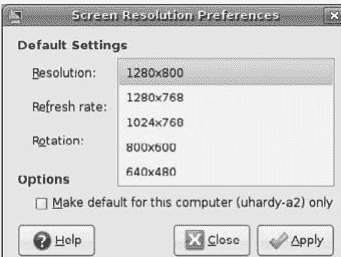 Screen Resolution Preferences
Default Settings
Resolution: 1280x800
1280x768
Refresh rate:
1024x768
Rotation: 800x600
640x480
Options
Make default for this computer (uhardy-a2) only
Help Close Apply